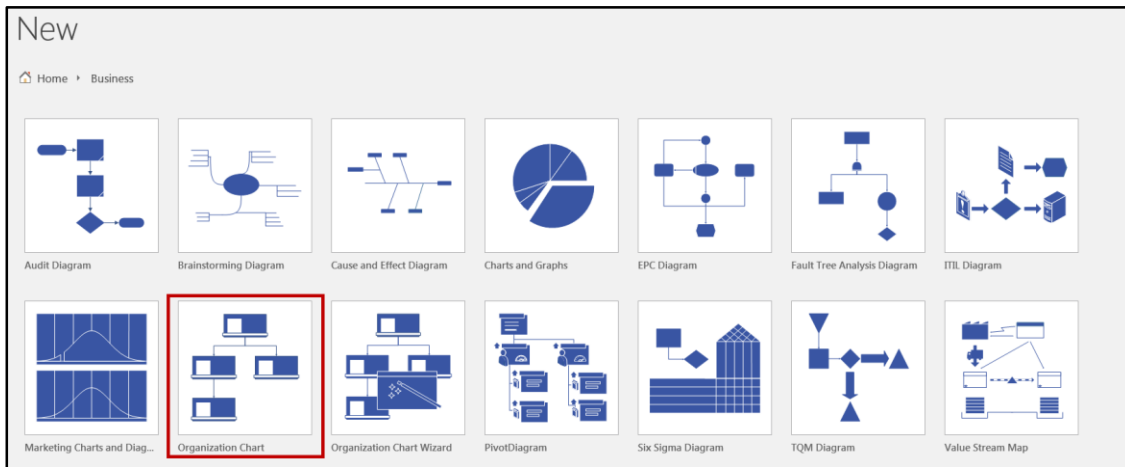 New
Home ▸ Business
Audit Diagram
Brainstorming Diagram
Cause and Effect Diagram
Charts and Graphs
EPC Diagram
Fault Tree Analysis Diagram
ITIL Diagram
Marketing Charts and Diag...
Organization Chart
Organization Chart Wizard
PivotDiagram
Six Sigma Diagram
TQM Diagram
Value Stream Map